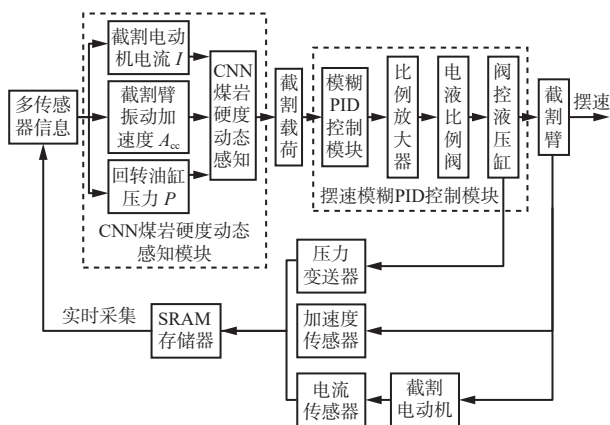 多传感
器信息
截割电动
机电流 I
截割臂
振动加
速度 Acc
回转油缸
压力 P
CNN
煤岩
硬度
动态
感知
CNN煤岩硬度动态
感知模块
截
割
载
荷
模糊
PID
控制
模块
比
例
放
大
器
电
液
比
例
阀
阀
控
液
压
缸
摆速模糊PID控制模块
截
割
臂
摆速
压力
变送器
加速度
传感器
电流
传感器
截割
电动机
SRAM
存储器
实时采集